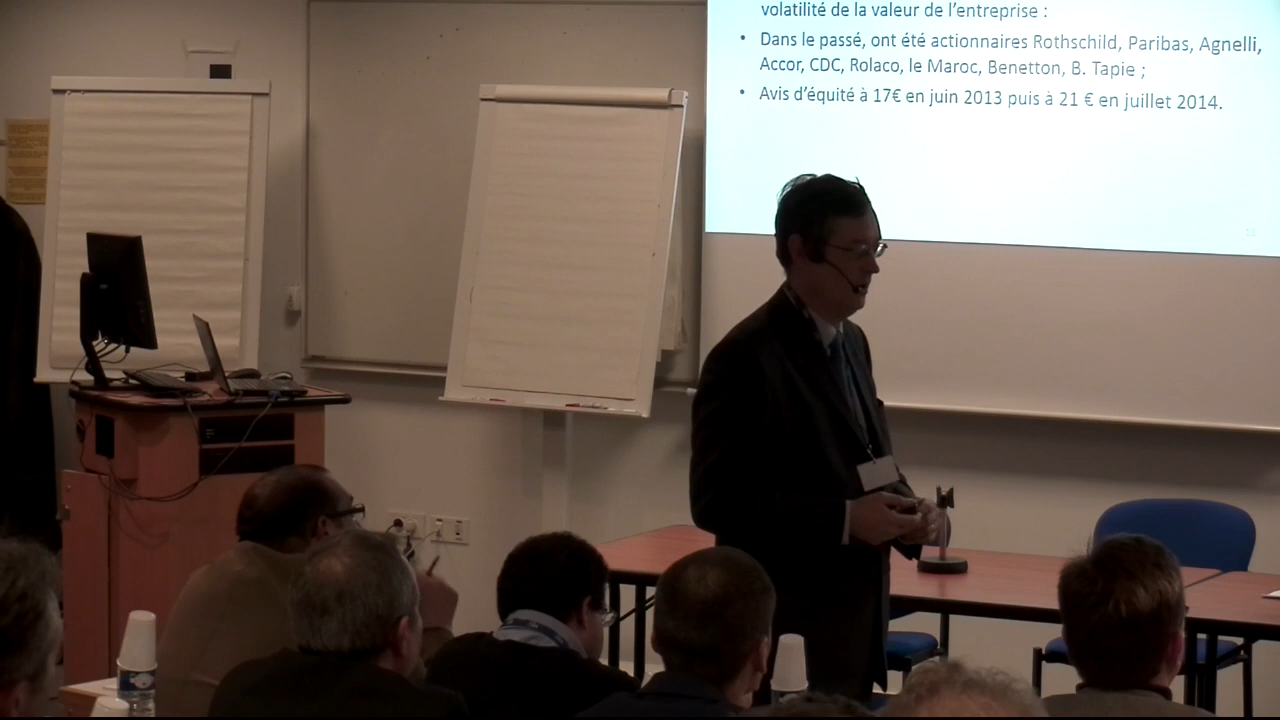 volatilité de la valeur de l'entreprise :
• Dans le passé, ont été actionnaires Rothschild, Paribas, Agnelli,
Accor, CDC, Rolaco, le Maroc, Benetton, B. Tapie ;
• Avis d'équité à 17€ en juin 2013 puis à 21 € en juillet 2014.